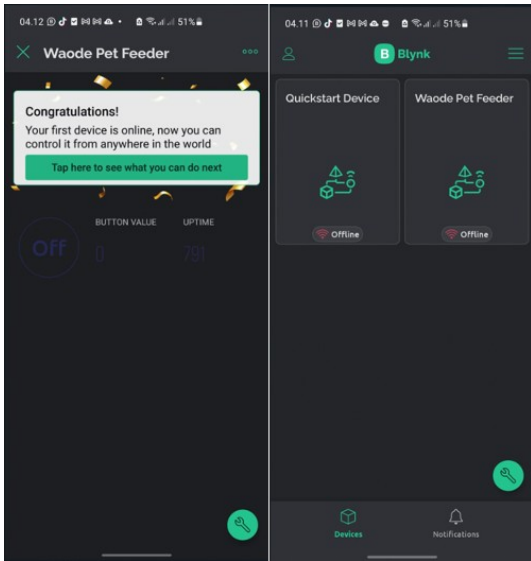 04.12 51%
Waode Pet Feeder
Congratulations!
Your first device is online, now you can
control it from anywhere in the world
Tap here to see what you can do next
BUTTON VALUE UPTIME
Off
0
791
04.11 51%
B Blynk
Quickstart Device
Offline
Waode Pet Feeder
Offline
Devices
Notifications